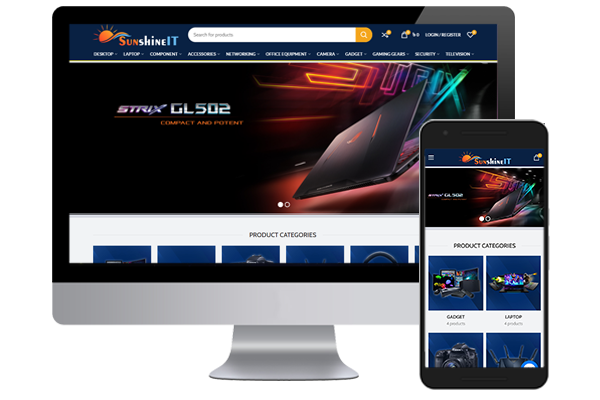 SunshineIT
Search for products
LOGIN / REGISTER
DESKTOP LAPTOP COMPONENT ACCESSORIES NETWORKING OFFICE EQUIPMENT CAMERA GADGET GAMING GEARS SECURITY TELEVISION
STRIX GL502
COMPACT AND POTENT
PRODUCT CATEGORIES
SunshineIT
STRIX GL502
PRODUCT CATEGORIES
GADGET LAPTOP
4 products 4 products